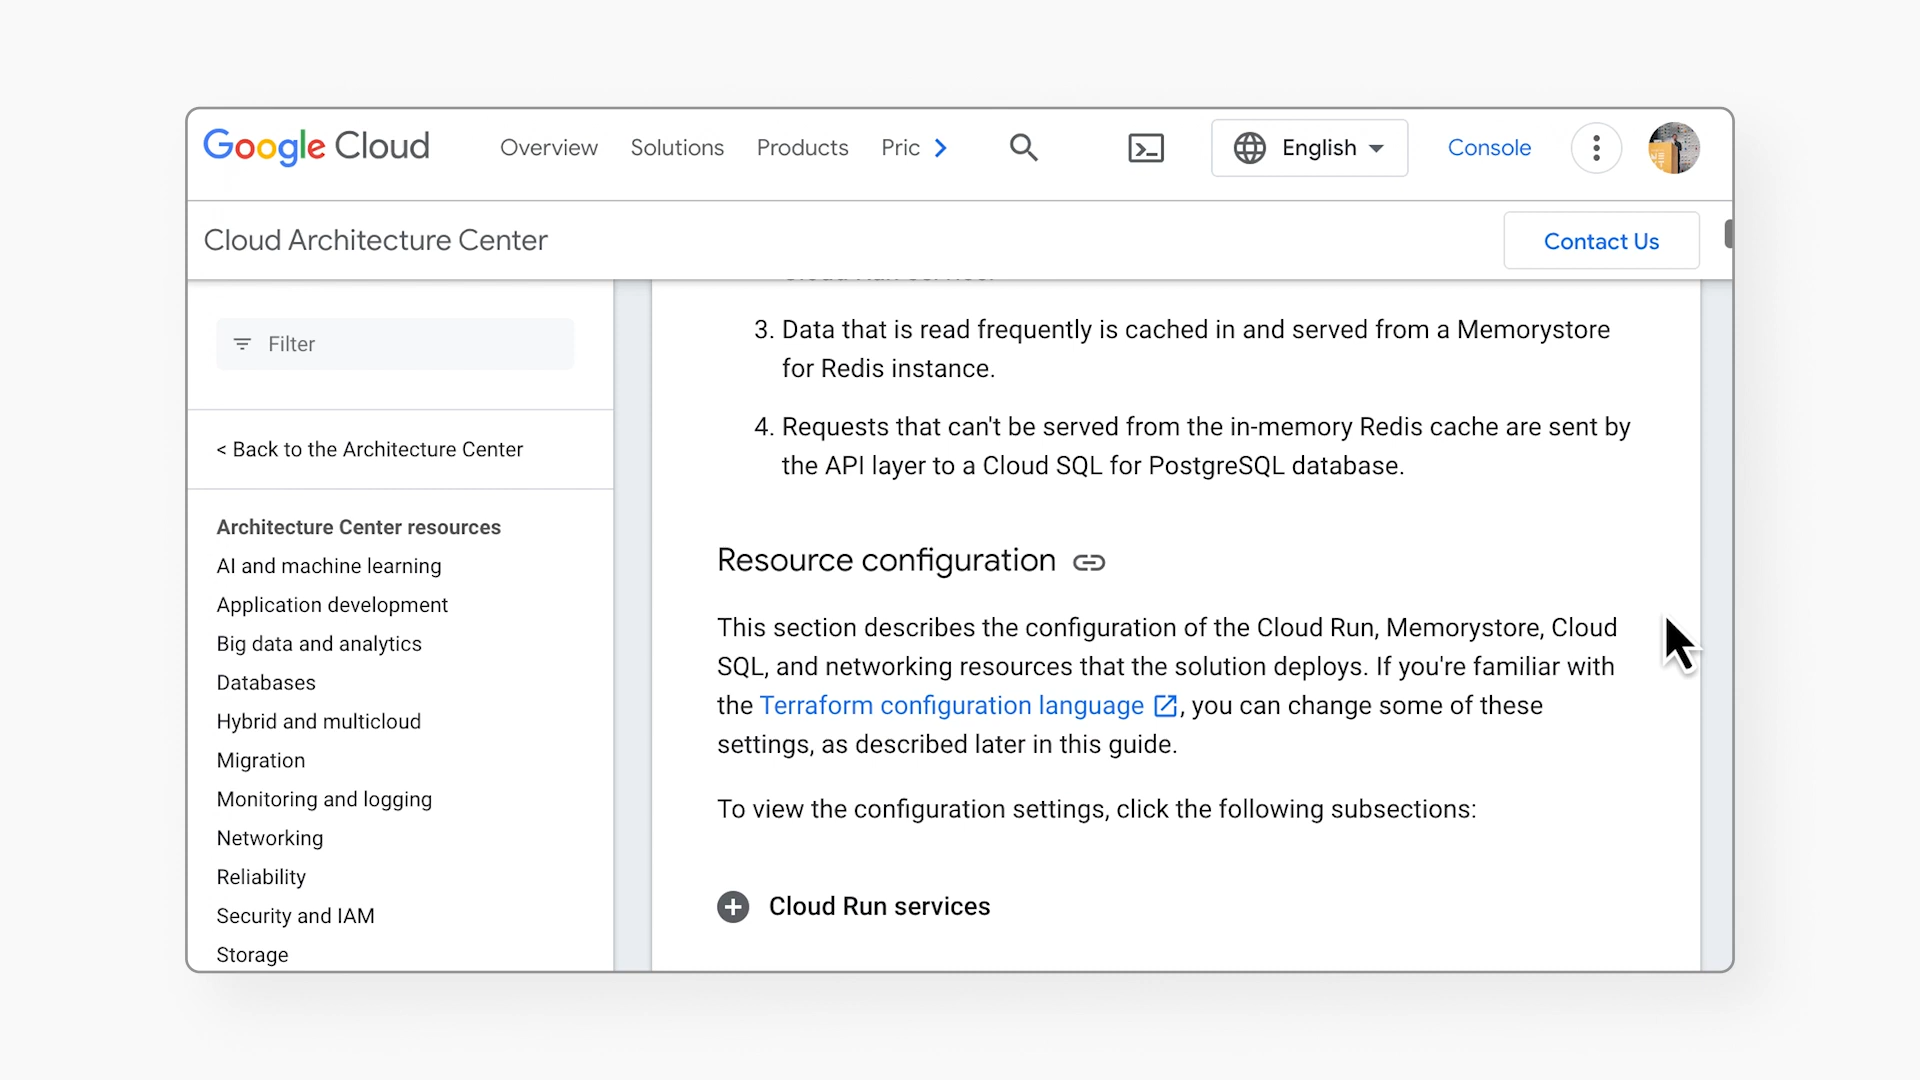 Google Cloud
Overview
Solutions
Products
Pric
English
Console
Cloud Architecture Center
Contact Us
Filter
< Back to the Architecture Center
Architecture Center resources
AI and machine learning
Application development
Big data and analytics
Databases
Hybrid and multicloud
Migration
Monitoring and logging
Networking
Reliability
Security and IAM
Storage
3. Data that is read frequently is cached in and served from a Memorystore
for Redis instance.
4. Requests that can't be served from the in-memory Redis cache are sent by
the API layer to a Cloud SQL for PostgreSQL database.
Resource configuration
This section describes the configuration of the Cloud Run, Memorystore, Cloud
SQL, and networking resources that the solution deploys. If you're familiar with
the Terraform configuration language, you can change some of these
settings, as described later in this guide.
To view the configuration settings, click the following subsections:
Cloud Run services